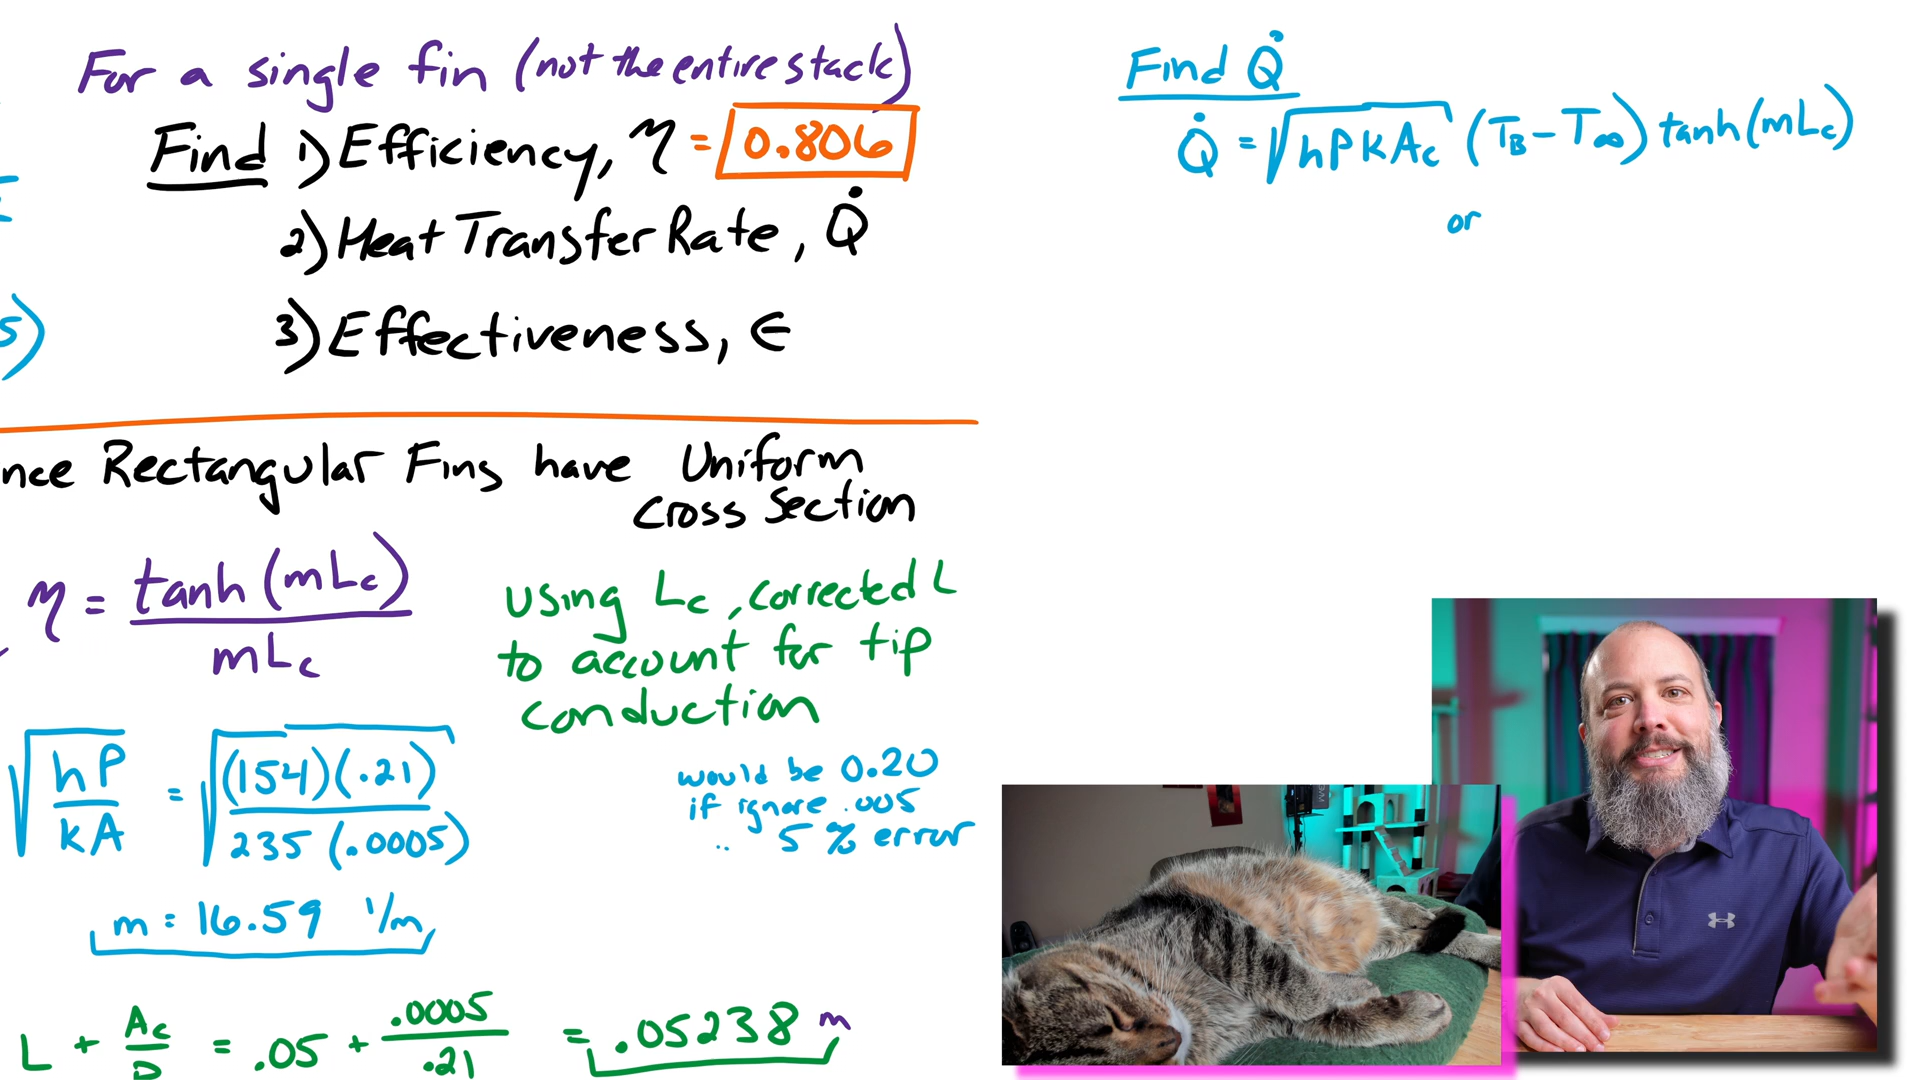 For a single fin (not the entire stack)
Find 1) Efficiency, η = 0.806
2) Heat Transfer Rate, Q̇
3) Effectiveness, ∈
5)
nce Rectangular Fins have Uniform
Cross Section
η = tanh (mLc)
mLc
using Lc, corrected L
to account for tip
conduction
√ hP / kA = √ (154)(.21) / 235 (.0005)
would be 0.20
if ignore .005
.. 5 % error
m = 16.59 1/m
L + Ac / P = .05 + .0005 / .21 = .05238 m
Find Q̇
Q̇ = √hPkAc (TB - T∞) tanh(mLc)
or